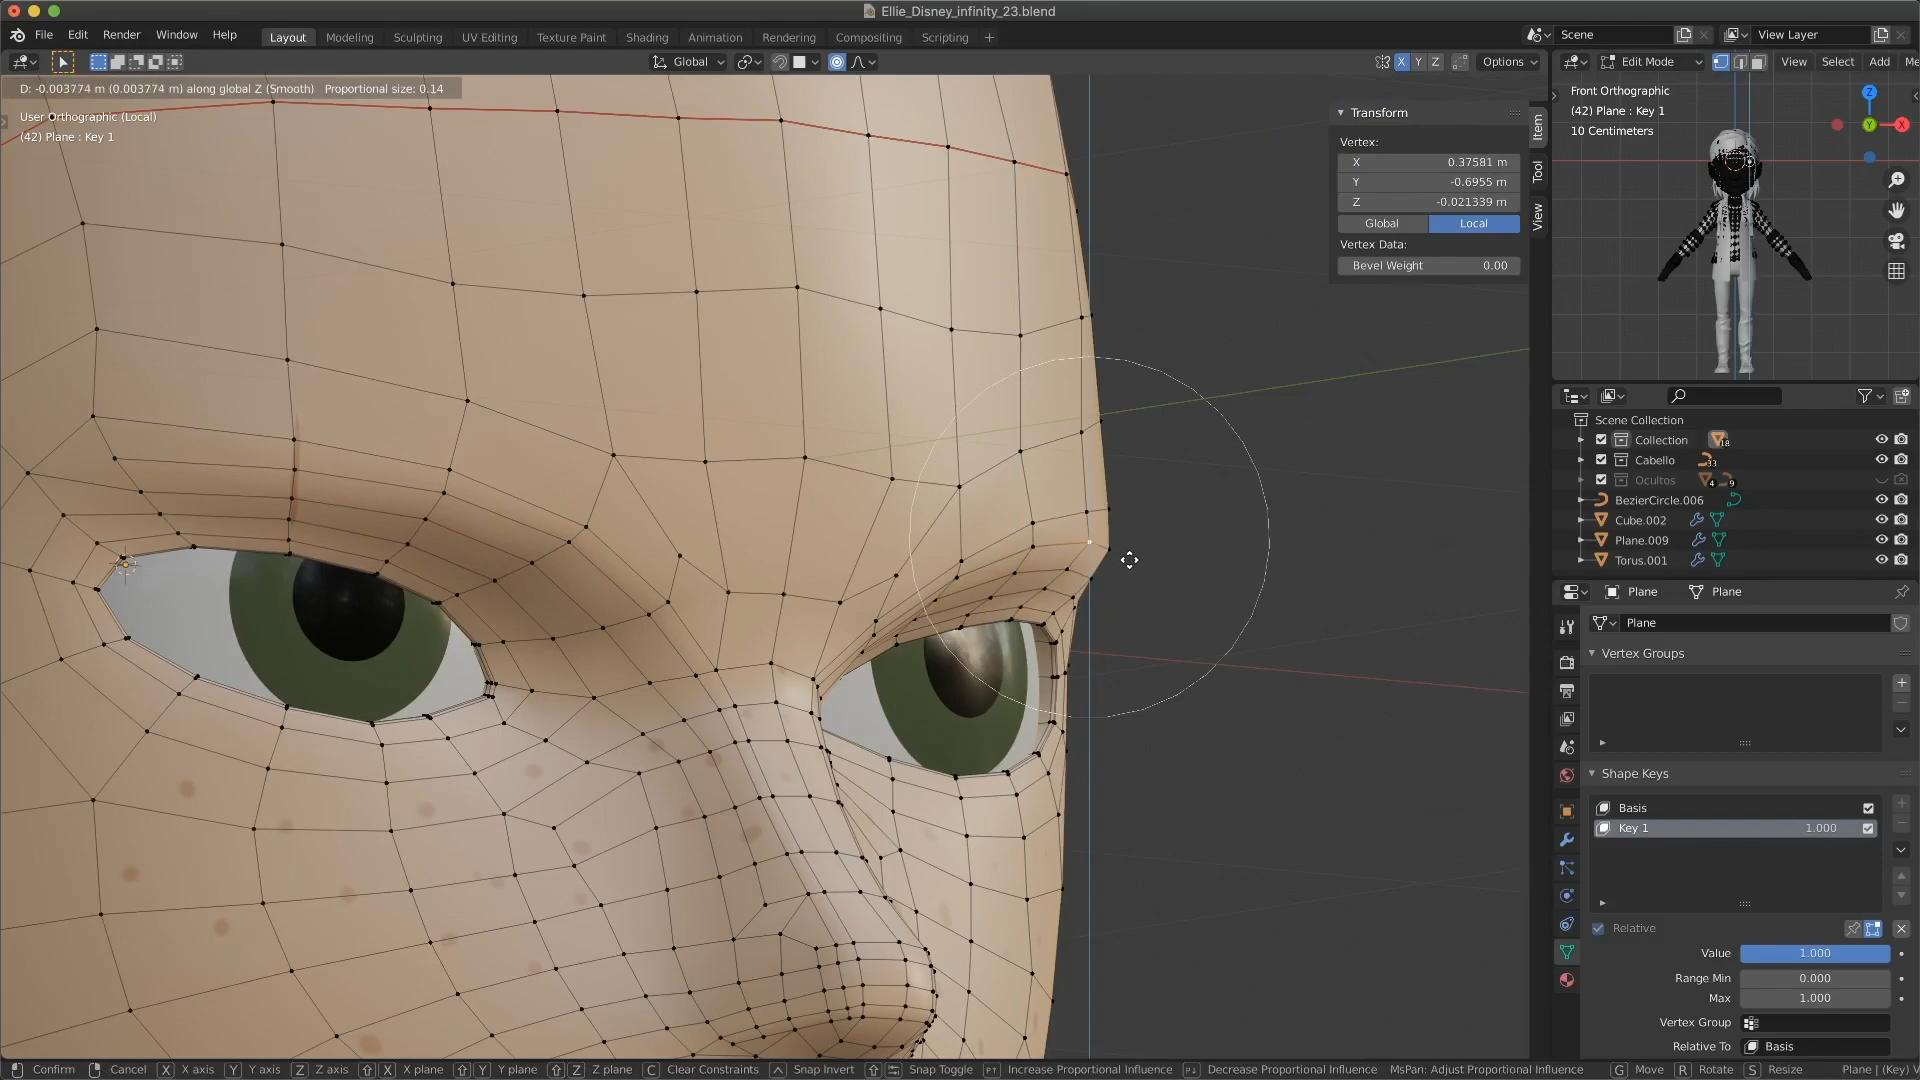 Ellie_Disney_infinity_23.blend
File Edit Render Window Help
Layout Modeling Sculpting UV Editing Texture Paint Shading Animation Rendering Compositing Scripting +
Scene
View Layer
Global
X Y Z
Options
Edit Mode
View Select Add Me
D: -0.003774 m (0.003774 m) along global Z (Smooth) Proportional size: 0.14
User Orthographic (Local)
(42) Plane : Key 1
Transform
Vertex:
X 0.37581 m
Y -0.6955 m
Z -0.021339 m
Global Local
Vertex Data:
Bevel Weight 0.00
Item
Tool
View
Front Orthographic
(42) Plane : Key 1
10 Centimeters
Z
Y
X
Scene Collection
Collection 18
Cabello 33
Ocultos 4 9
BezierCircle.006
Cube.002
Plane.009
Torus.001
Plane Plane
Plane
Vertex Groups
Shape Keys
Basis
Key 1 1.000
Relative
Value 1.000
Range Min 0.000
Max 1.000
Vertex Group
Relative To Basis
Confirm Cancel X X axis Y Y axis Z Z axis X X plane Y Y plane Z Z plane C Clear Constraints Snap Invert Snap Toggle Increase Proportional Influence Decrease Proportional Influence MsPan: Adjust Proportional Influence G Move R Rotate S Resize Plane | (Key) V